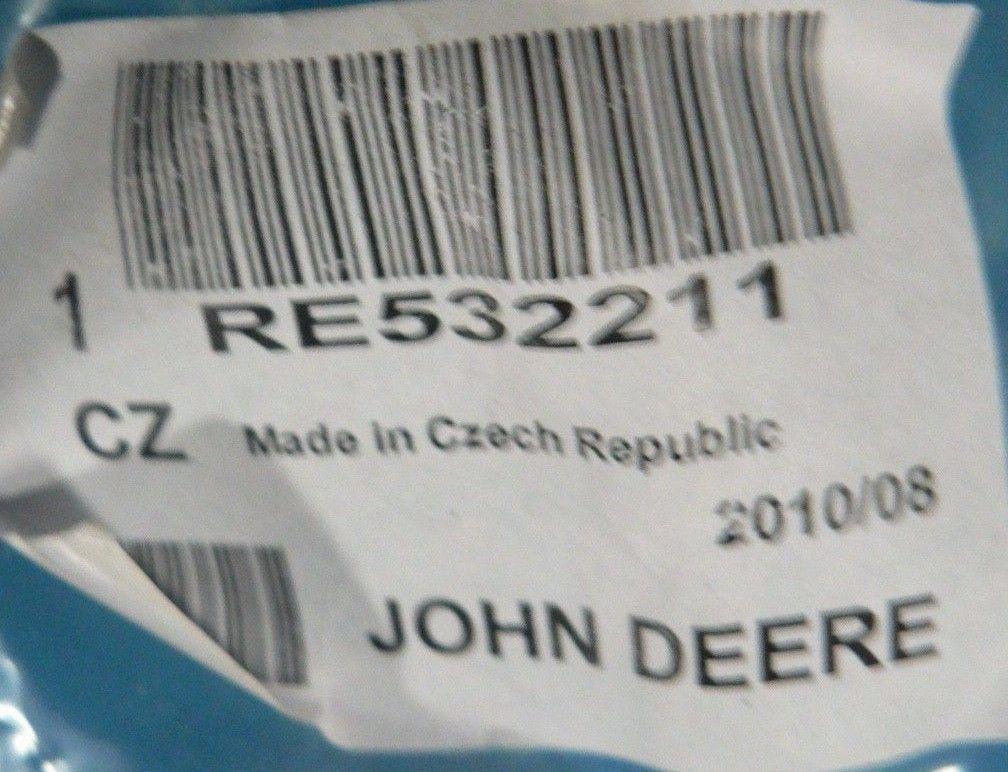 1 RE532211
CZ Made in Czech Republic
2010/08
JOHN DEERE